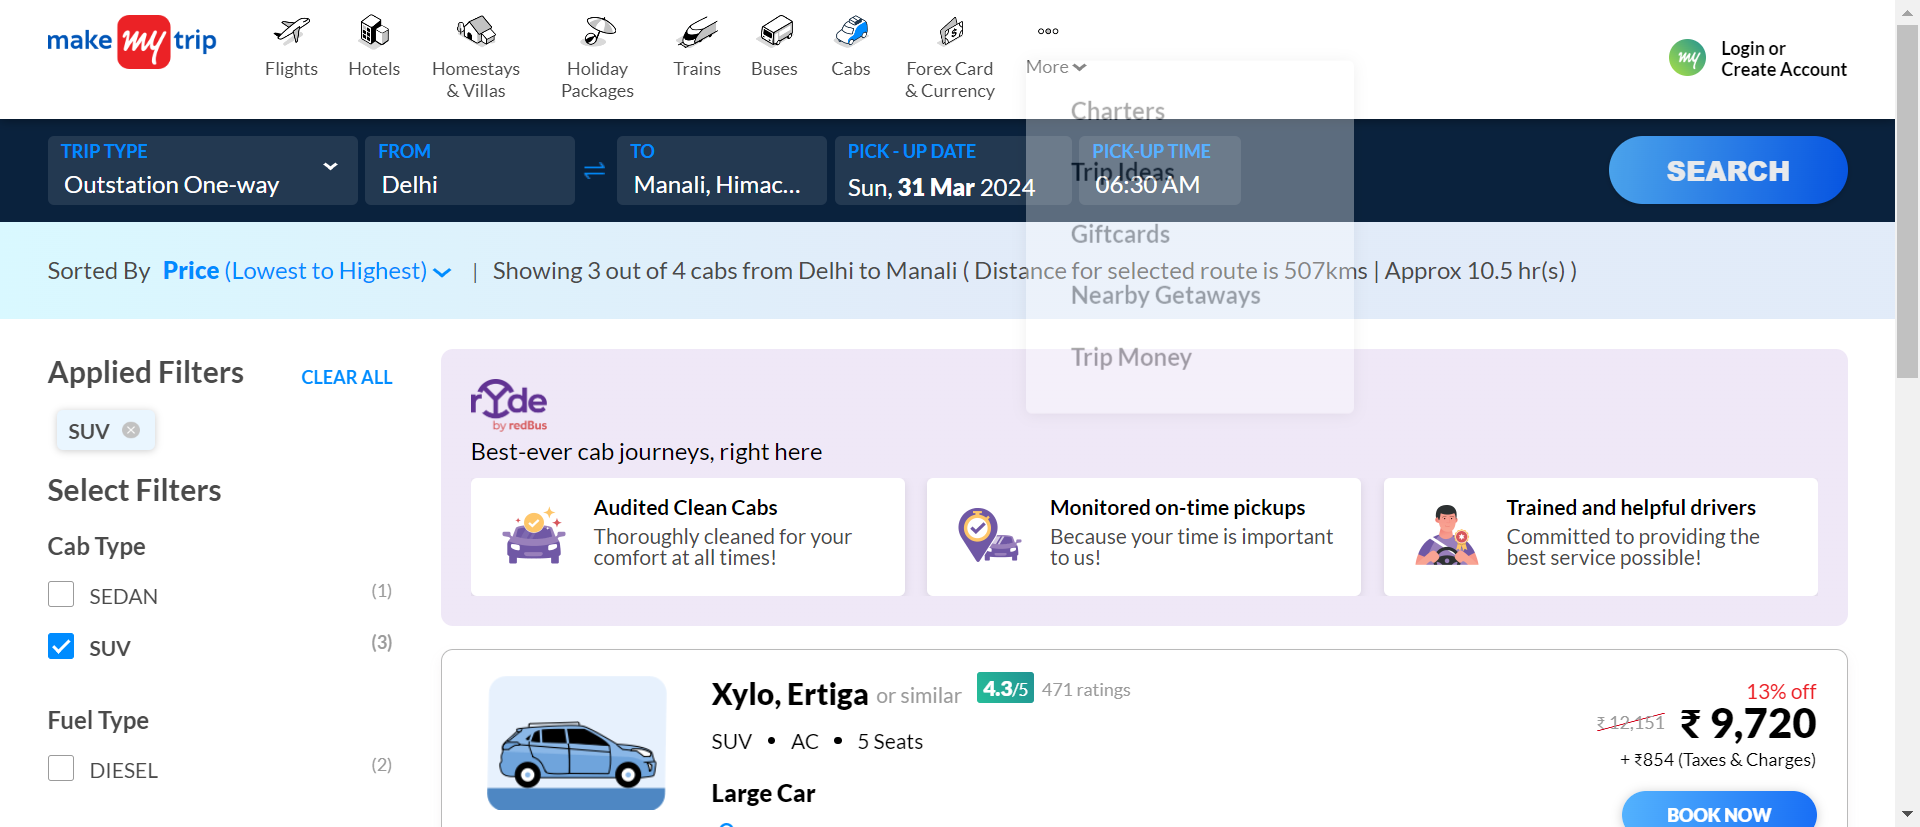 make my trip
Flights
Hotels
Homestays
& Villas
Holiday
Packages
Trains
Buses
Cabs
Forex Card
& Currency
More
my
Login or
Create Account
Charters
Trip Ideas
Giftcards
Nearby Getaways
Trip Money
TRIP TYPE
Outstation One-way
FROM
Delhi
TO
Manali, Himac...
PICK - UP DATE
Sun, 31 Mar 2024
PICK-UP TIME
06:30 AM
SEARCH
Sorted By Price (Lowest to Highest) | Showing 3 out of 4 cabs from Delhi to Manali ( Distance for selected route is 507kms | Approx 10.5 hr(s) )
Applied Filters
CLEAR ALL
SUV
Select Filters
Cab Type
SEDAN (1)
SUV (3)
Fuel Type
DIESEL (2)
rYde
by redBus
Best-ever cab journeys, right here
Audited Clean Cabs
Thoroughly cleaned for your
comfort at all times!
Monitored on-time pickups
Because your time is important
to us!
Trained and helpful drivers
Committed to providing the
best service possible!
Xylo, Ertiga or similar 4.3/5 471 ratings
SUV • AC • 5 Seats
Large Car
13% off
₹ 12,151 ₹ 9,720
+ ₹854 (Taxes & Charges)
BOOK NOW